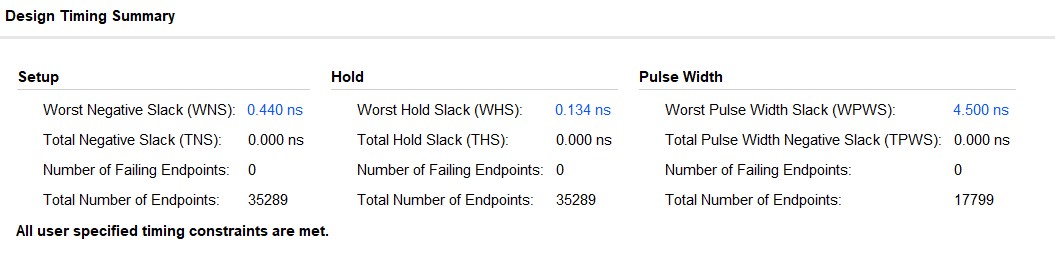 Design Timing Summary
Setup Hold Pulse Width
Worst Negative Slack (WNS): 0.440 ns Worst Hold Slack (WHS): 0.134 ns Worst Pulse Width Slack (WPWS): 4.500 ns
Total Negative Slack (TNS): 0.000 ns Total Hold Slack (THS): 0.000 ns Total Pulse Width Negative Slack (TPWS): 0.000 ns
Number of Failing Endpoints: 0 Number of Failing Endpoints: 0 Number of Failing Endpoints: 0
Total Number of Endpoints: 35289 Total Number of Endpoints: 35289 Total Number of Endpoints: 17799
All user specified timing constraints are met.